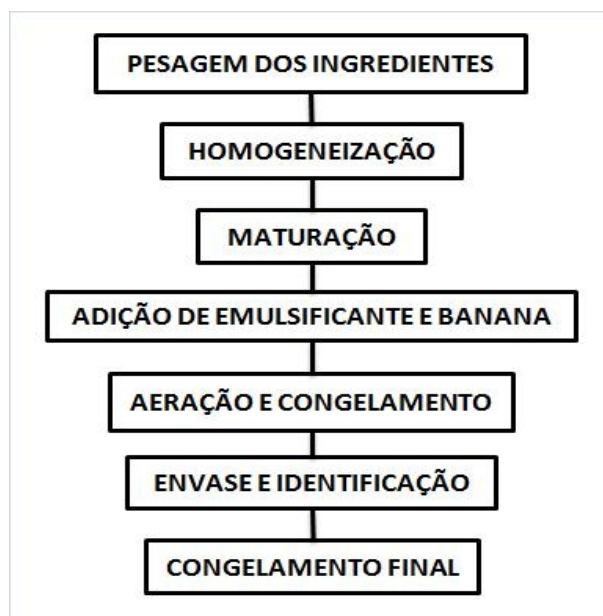 PESAGEM DOS INGREDIENTES
HOMOGENEIZAÇÃO
MATURAÇÃO
ADIÇÃO DE EMULSIFICANTE E BANANA
AERAÇÃO E CONGELAMENTO
ENVASE E IDENTIFICAÇÃO
CONGELAMENTO FINAL